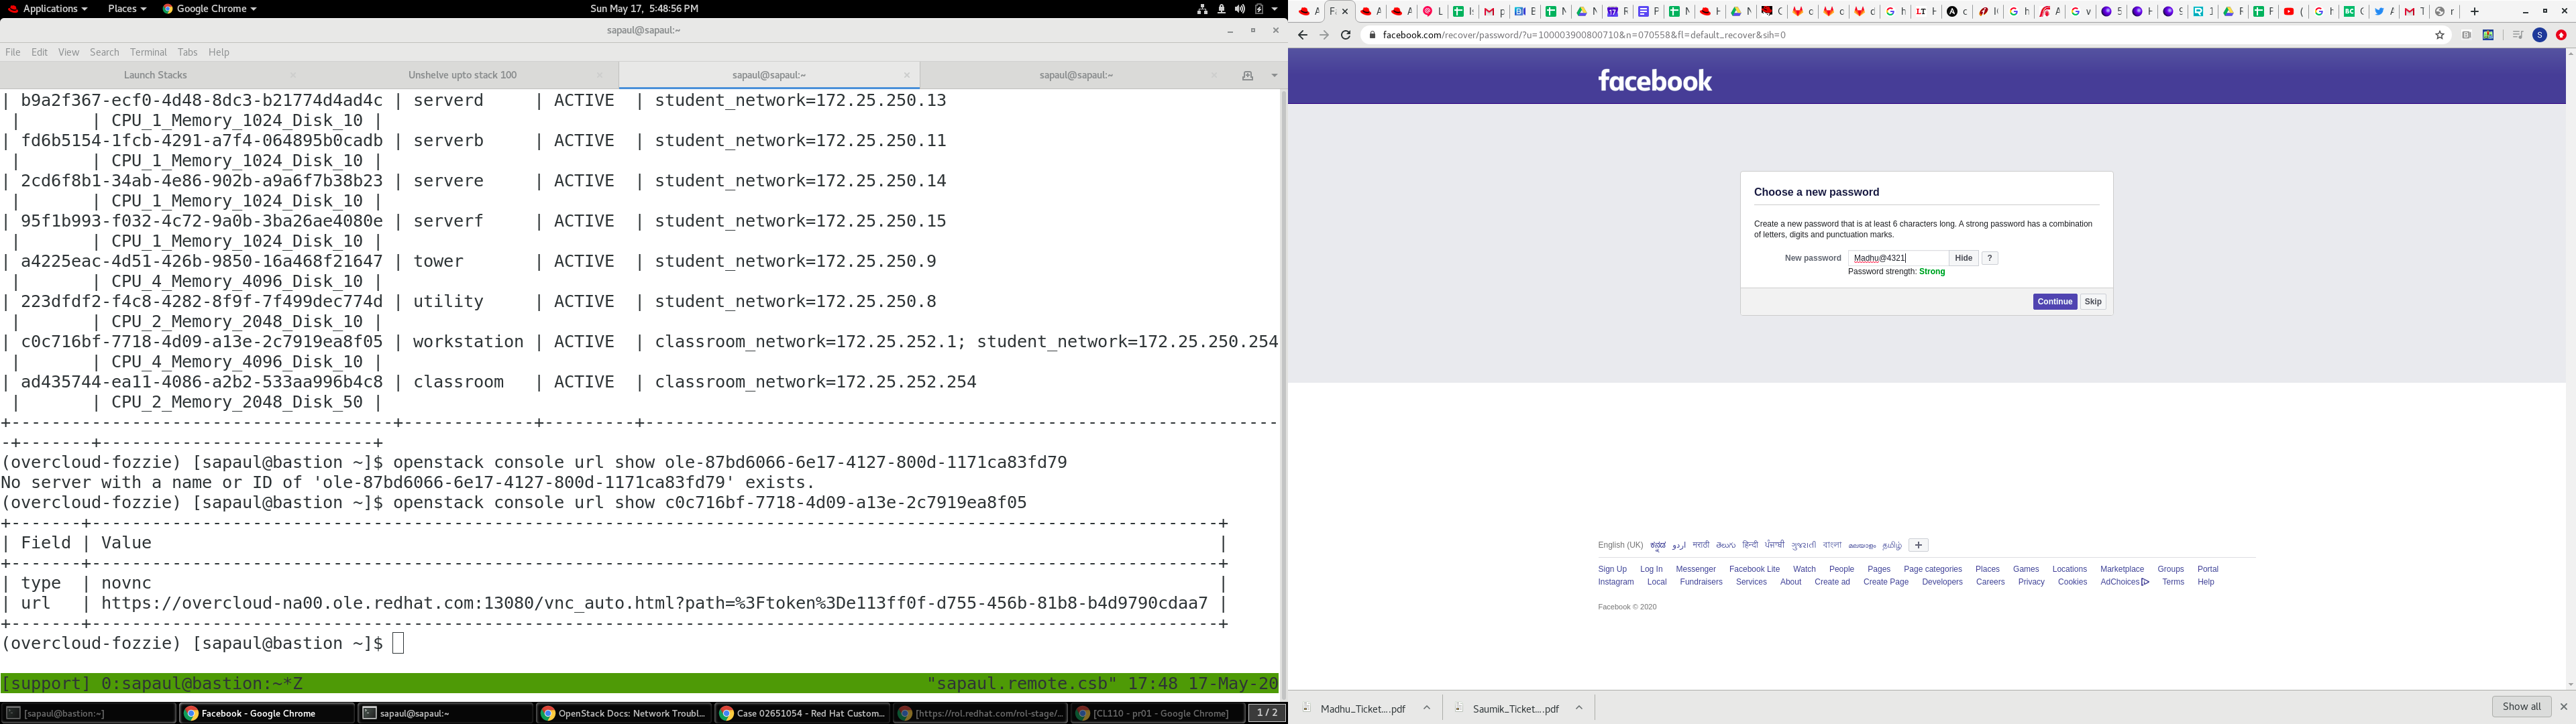 Applications Places Google Chrome Sun May 17, 5:48:56 PM
sapaul@sapaul:~
File Edit View Search Terminal Tabs Help
Launch Stacks Unshelve upto stack 100 sapaul@sapaul:~ sapaul@sapaul:~
| b9a2f367-ecf0-4d48-8dc3-b21774d4ad4c | serverd | ACTIVE | student_network=172.25.250.13
| | CPU_1_Memory_1024_Disk_10 |
| fd6b5154-1fcb-4291-a7f4-064895b0cadb | serverb | ACTIVE | student_network=172.25.250.11
| | CPU_1_Memory_1024_Disk_10 |
| 2cd6f8b1-34ab-4e86-902b-a9a6f7b38b23 | servere | ACTIVE | student_network=172.25.250.14
| | CPU_1_Memory_1024_Disk_10 |
| 95f1b993-f032-4c72-9a0b-3ba26ae4080e | serverf | ACTIVE | student_network=172.25.250.15
| | CPU_1_Memory_1024_Disk_10 |
| a4225eac-4d51-426b-9850-16a468f21647 | tower | ACTIVE | student_network=172.25.250.9
| | CPU_4_Memory_4096_Disk_10 |
| 223dfdf2-f4c8-4282-8f9f-7f499dec774d | utility | ACTIVE | student_network=172.25.250.8
| | CPU_2_Memory_2048_Disk_10 |
| c0c716bf-7718-4d09-a13e-2c7919ea8f05 | workstation | ACTIVE | classroom_network=172.25.252.1; student_network=172.25.250.254
| | CPU_4_Memory_4096_Disk_10 |
| ad435744-ea11-4086-a2b2-533aa996b4c8 | classroom | ACTIVE | classroom_network=172.25.252.254
| | CPU_2_Memory_2048_Disk_50 |
(overcloud-fozzie) [sapaul@bastion ~]$ openstack console url show ole-87bd6066-6e17-4127-800d-1171ca83fd79
No server with a name or ID of 'ole-87bd6066-6e17-4127-800d-1171ca83fd79' exists.
(overcloud-fozzie) [sapaul@bastion ~]$ openstack console url show c0c716bf-7718-4d09-a13e-2c7919ea8f05
| Field | Value |
| type | novnc |
| url | https://overcloud-na00.ole.redhat.com:13080/vnc_auto.html?path=%3Ftoken%3De113ff0f-d755-456b-81b8-b4d9790cdaa7 |
(overcloud-fozzie) [sapaul@bastion ~]$
[support] 0:sapaul@bastion:~*Z "sapaul.remote.csb" 17:48 17-May-20
[sapaul@bastion:~] Facebook - Google Chrome sapaul@sapaul:~ OpenStack Docs: Network Troubl... Case 02651054 - Red Hat Custom... [https://rol.redhat.com/rol-stage/... [CL110 - pr01 - Google Chrome] 1 / 2
facebook.com/recover/password/?u=100003900800710&n=070558&fl=default_recover&sih=0
facebook
Choose a new password
Create a new password that is at least 6 characters long. A strong password has a combination
of letters, digits and punctuation marks.
New password Madhu@4321 Hide ?
Password strength: Strong
Continue Skip
English (UK) ಕನ್ನಡ اردو मराठी తెలుగు हिन्दी ਪੰਜਾਬੀ ગુજરાતી বাংলা മലയാളം தமிழ் +
Sign Up Log In Messenger Facebook Lite Watch People Pages Page categories Places Games Locations Marketplace Groups Portal
Instagram Local Fundraisers Services About Create ad Create Page Developers Careers Privacy Cookies AdChoices Terms Help
Facebook © 2020
Madhu_Ticket....pdf Saumik_Ticket....pdf Show all